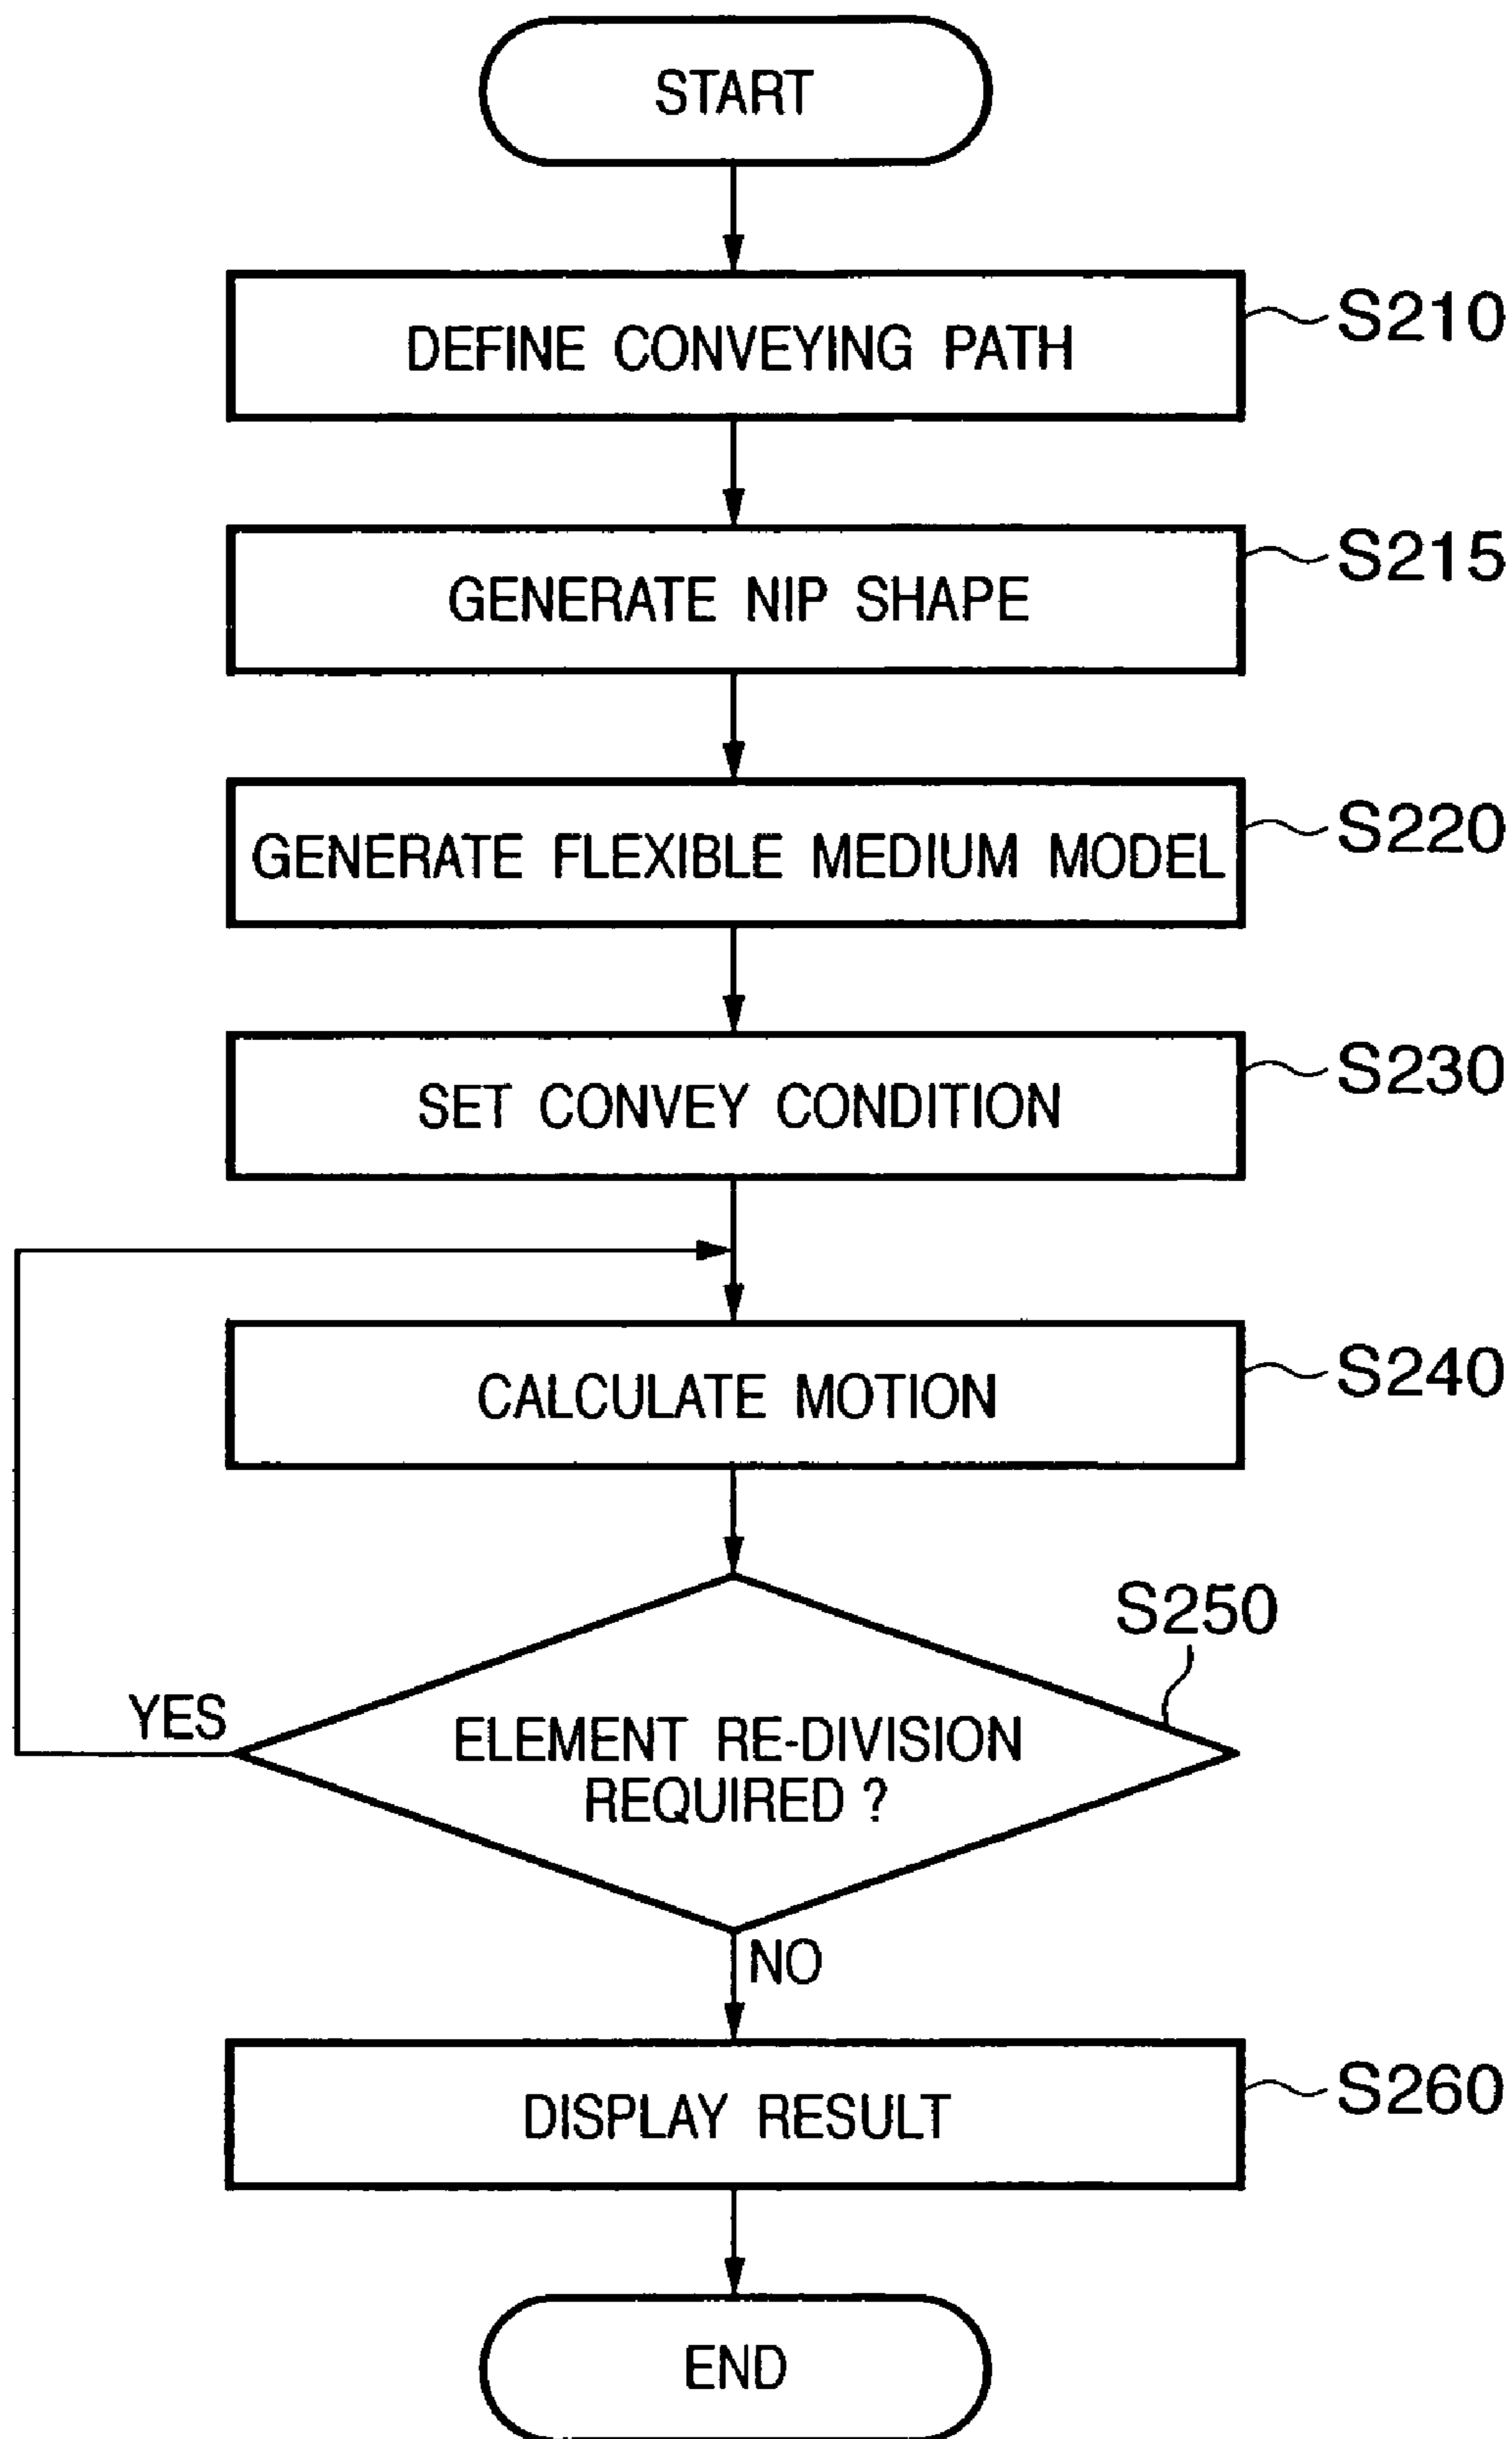 START
DEFINE CONVEYING PATH
S210
GENERATE NIP SHAPE
S215
GENERATE FLEXIBLE MEDIUM MODEL
S220
SET CONVEY CONDITION
S230
CALCULATE MOTION
S240
S250
YES
ELEMENT RE-DIVISION
REQUIRED ?
NO
DISPLAY RESULT
S260
END